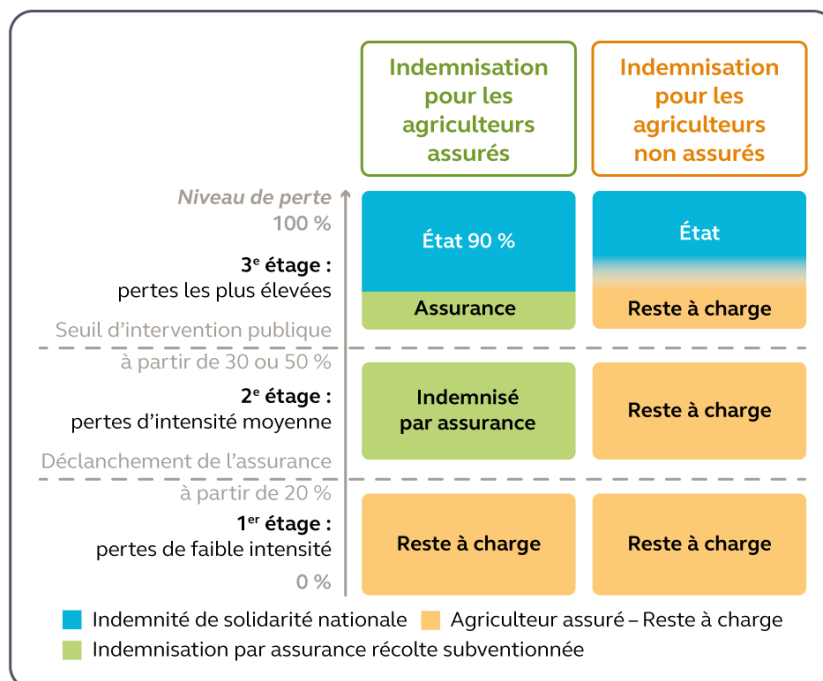 Indemnisation
pour les
agriculteurs
assurés
Indemnisation
pour les
agriculteurs
non assurés
Niveau de perte
100 %
État 90 %
État
3e étage :
pertes les plus élevées
Assurance
Reste à charge
Seuil d’intervention publique
à partir de 30 ou 50 %
2e étage :
pertes d’intensité moyenne
Indemnisé
par assurance
Reste à charge
Déclanchement de l’assurance
à partir de 20 %
1er étage :
pertes de faible intensité
Reste à charge
Reste à charge
0 %
Indemnité de solidarité nationale
Agriculteur assuré – Reste à charge
Indemnisation par assurance récolte subventionnée